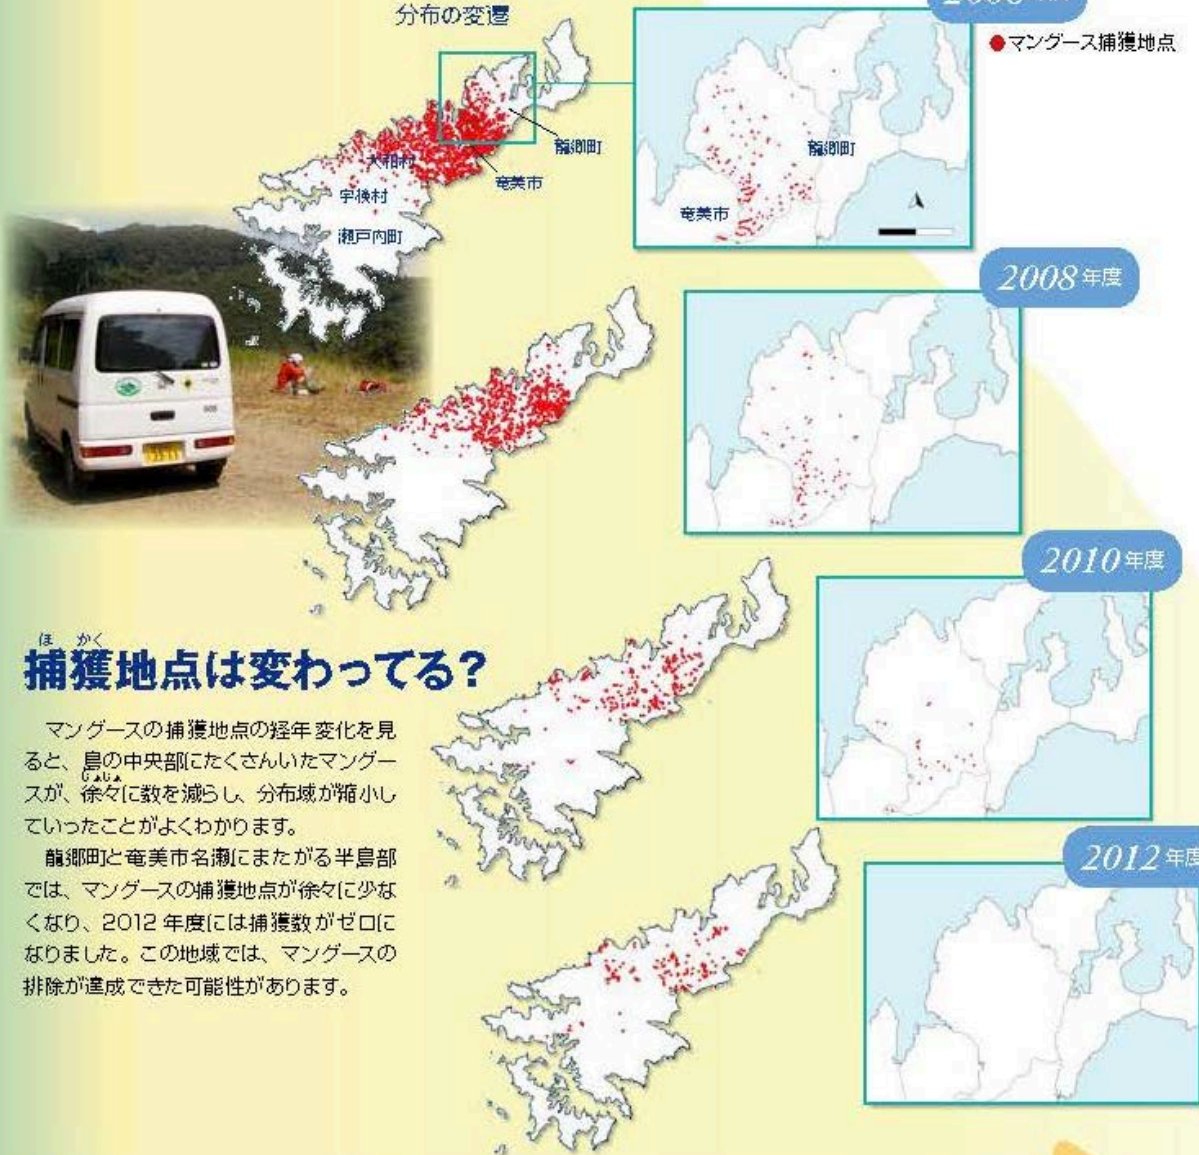 分布の変遷
●マングース捕獲地点
龍郷町
大和村
奄美市
宇検村
瀬戸内町
龍郷町
奄美市
2008年度
2010年度
ほ かく
捕獲地点は変わってる?
マングースの捕獲地点の経年変化を見
ると、島の中央部にたくさんいたマングー
じょじょ
スが、徐々に数を減らし、分布域が縮小し
ていったことがよくわかります。
龍郷町と奄美市名瀬にまたがる半島部
では、マングースの捕獲地点が徐々に少な
くなり、2012 年度には捕獲数がゼロに
なりました。この地域では、マングースの
排除が達成できた可能性があります。
2012年度